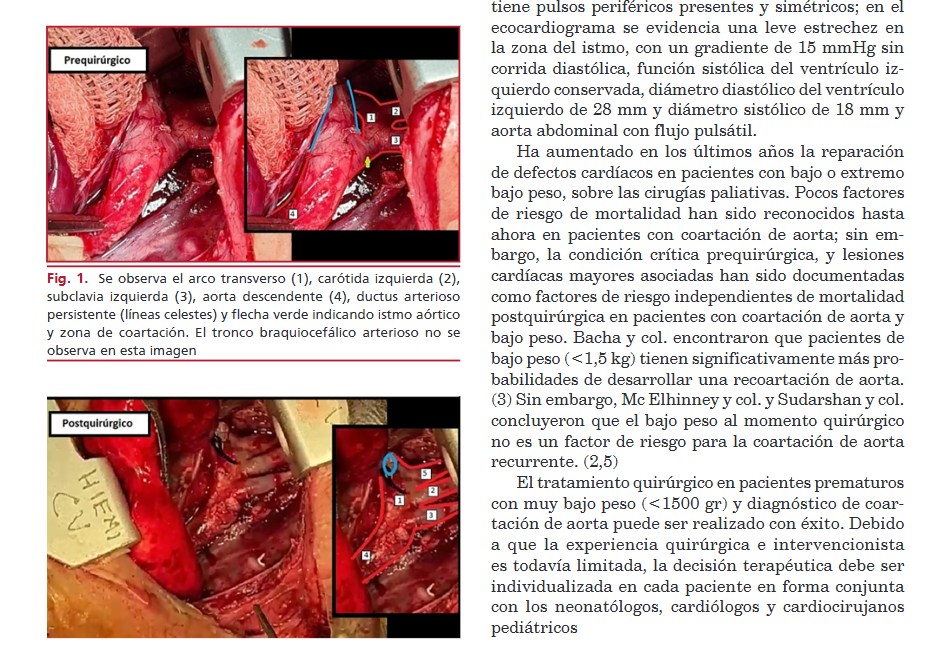 Prequirúrgico
1
2
3
4
Fig. 1. Se observa el arco transverso (1), carótida izquierda (2),
subclavia izquierda (3), aorta descendente (4), ductus arterioso
persistente (líneas celestes) y flecha verde indicando istmo aórtico
y zona de coartación. El tronco braquiocefálico arterioso no se
observa en esta imagen
Postquirúrgico
HIEMI
CV
5
2
1
3
4
tiene pulsos periféricos presentes y simétricos; en el
ecocardiograma se evidencia una leve estrechez en
la zona del istmo, con un gradiente de 15 mmHg sin
corrida diastólica, función sistólica del ventrículo iz-
quierdo conservada, diámetro diastólico del ventrículo
izquierdo de 28 mm y diámetro sistólico de 18 mm y
aorta abdominal con flujo pulsátil.
Ha aumentado en los últimos años la reparación
de defectos cardíacos en pacientes con bajo o extremo
bajo peso, sobre las cirugías paliativas. Pocos factores
de riesgo de mortalidad han sido reconocidos hasta
ahora en pacientes con coartación de aorta; sin em-
bargo, la condición crítica prequirúrgica, y lesiones
cardíacas mayores asociadas han sido documentadas
como factores de riesgo independientes de mortalidad
postquirúrgica en pacientes con coartación de aorta y
bajo peso. Bacha y col. encontraron que pacientes de
bajo peso (<1,5 kg) tienen significativamente más pro-
babilidades de desarrollar una recoartación de aorta.
(3) Sin embargo, Mc Elhinney y col. y Sudarshan y col.
concluyeron que el bajo peso al momento quirúrgico
no es un factor de riesgo para la coartación de aorta
recurrente. (2,5)
El tratamiento quirúrgico en pacientes prematuros
con muy bajo peso (<1500 gr) y diagnóstico de coar-
tación de aorta puede ser realizado con éxito. Debido
a que la experiencia quirúrgica e intervencionista
es todavía limitada, la decisión terapéutica debe ser
individualizada en cada paciente en forma conjunta
con los neonatólogos, cardiólogos y cardiocirujanos
pediátricos